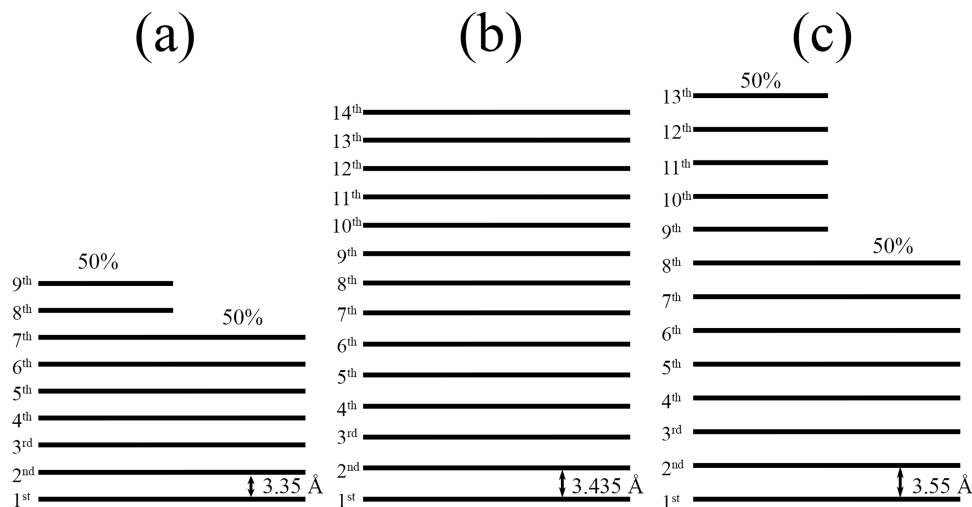 (a)
50%
9th
8th
50%
7th
6th
5th
4th
3rd
2nd
3.35 Å
1st
(b)
14th
13th
12th
11th
10th
9th
8th
7th
6th
5th
4th
3rd
2nd
3.435 Å
1st
(c)
50%
13th
12th
11th
10th
9th
50%
8th
7th
6th
5th
4th
3rd
2nd
3.55 Å
1st